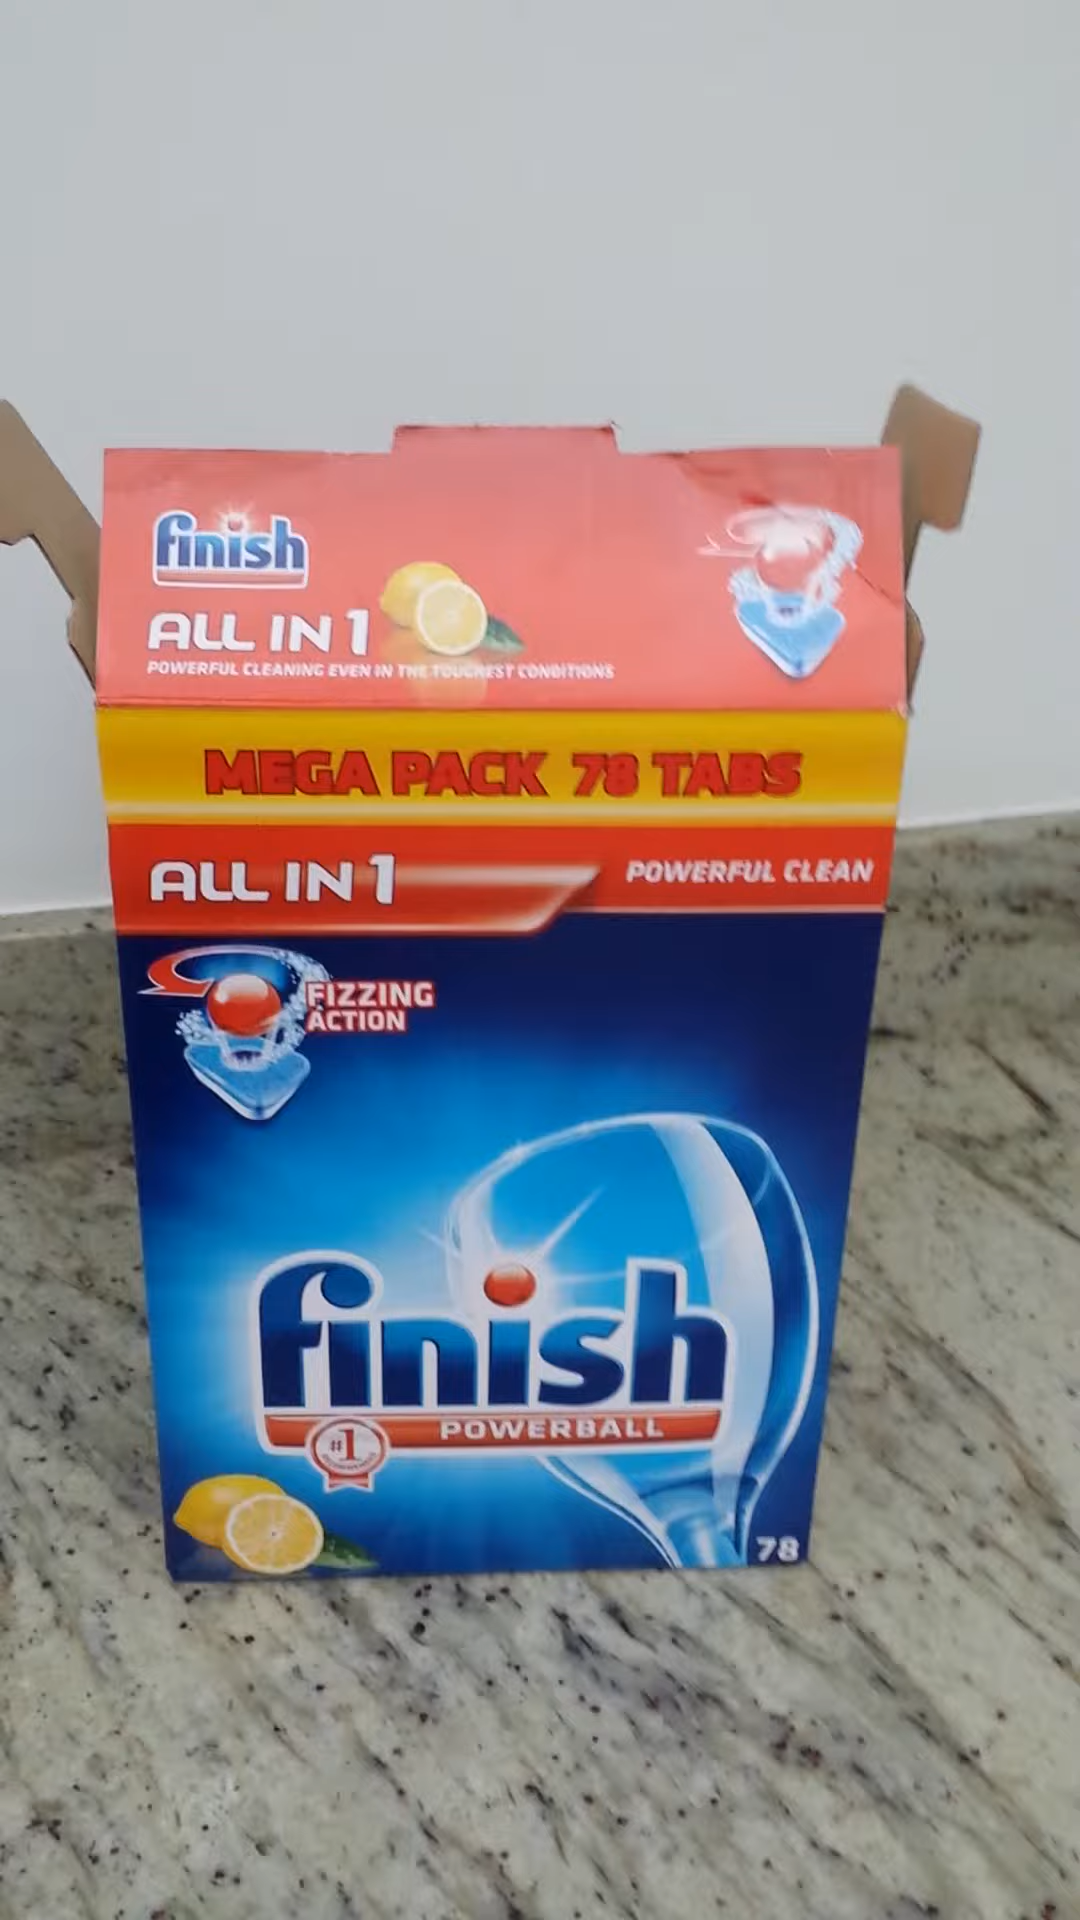 finish
ALL IN 1
POWERFUL CLEANING EVEN IN THE TOUGHEST CONDITIONS
MEGA PACK 78 TABS
ALL IN 1
POWERFUL CLEAN
FIZZING
ACTION
finish
POWERBALL
#1
78